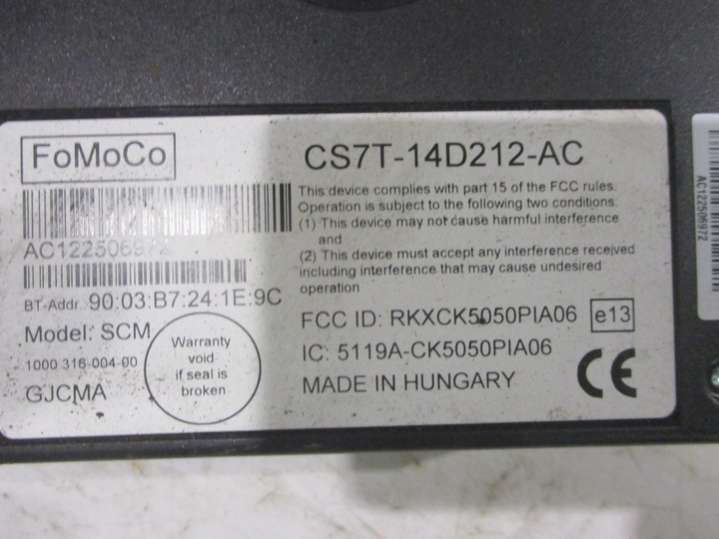 FoMoCo
CS7T-14D212-AC
AC122506972
BT-Addr. 90:03:B7:24:1E:9C
Model: SCM
1000 316-004-00
GJCMA
Warranty
void
if seal is
broken
This device complies with part 15 of the FCC rules.
Operation is subject to the following two conditions.
(1) This device may not cause harmful interference
and
(2) This device must accept any interference received
including interference that may cause undesired
operation
FCC ID: RKXCK5050PIA06
e13
IC: 5119A-CK5050PIA06
MADE IN HUNGARY
CE
AC122506972